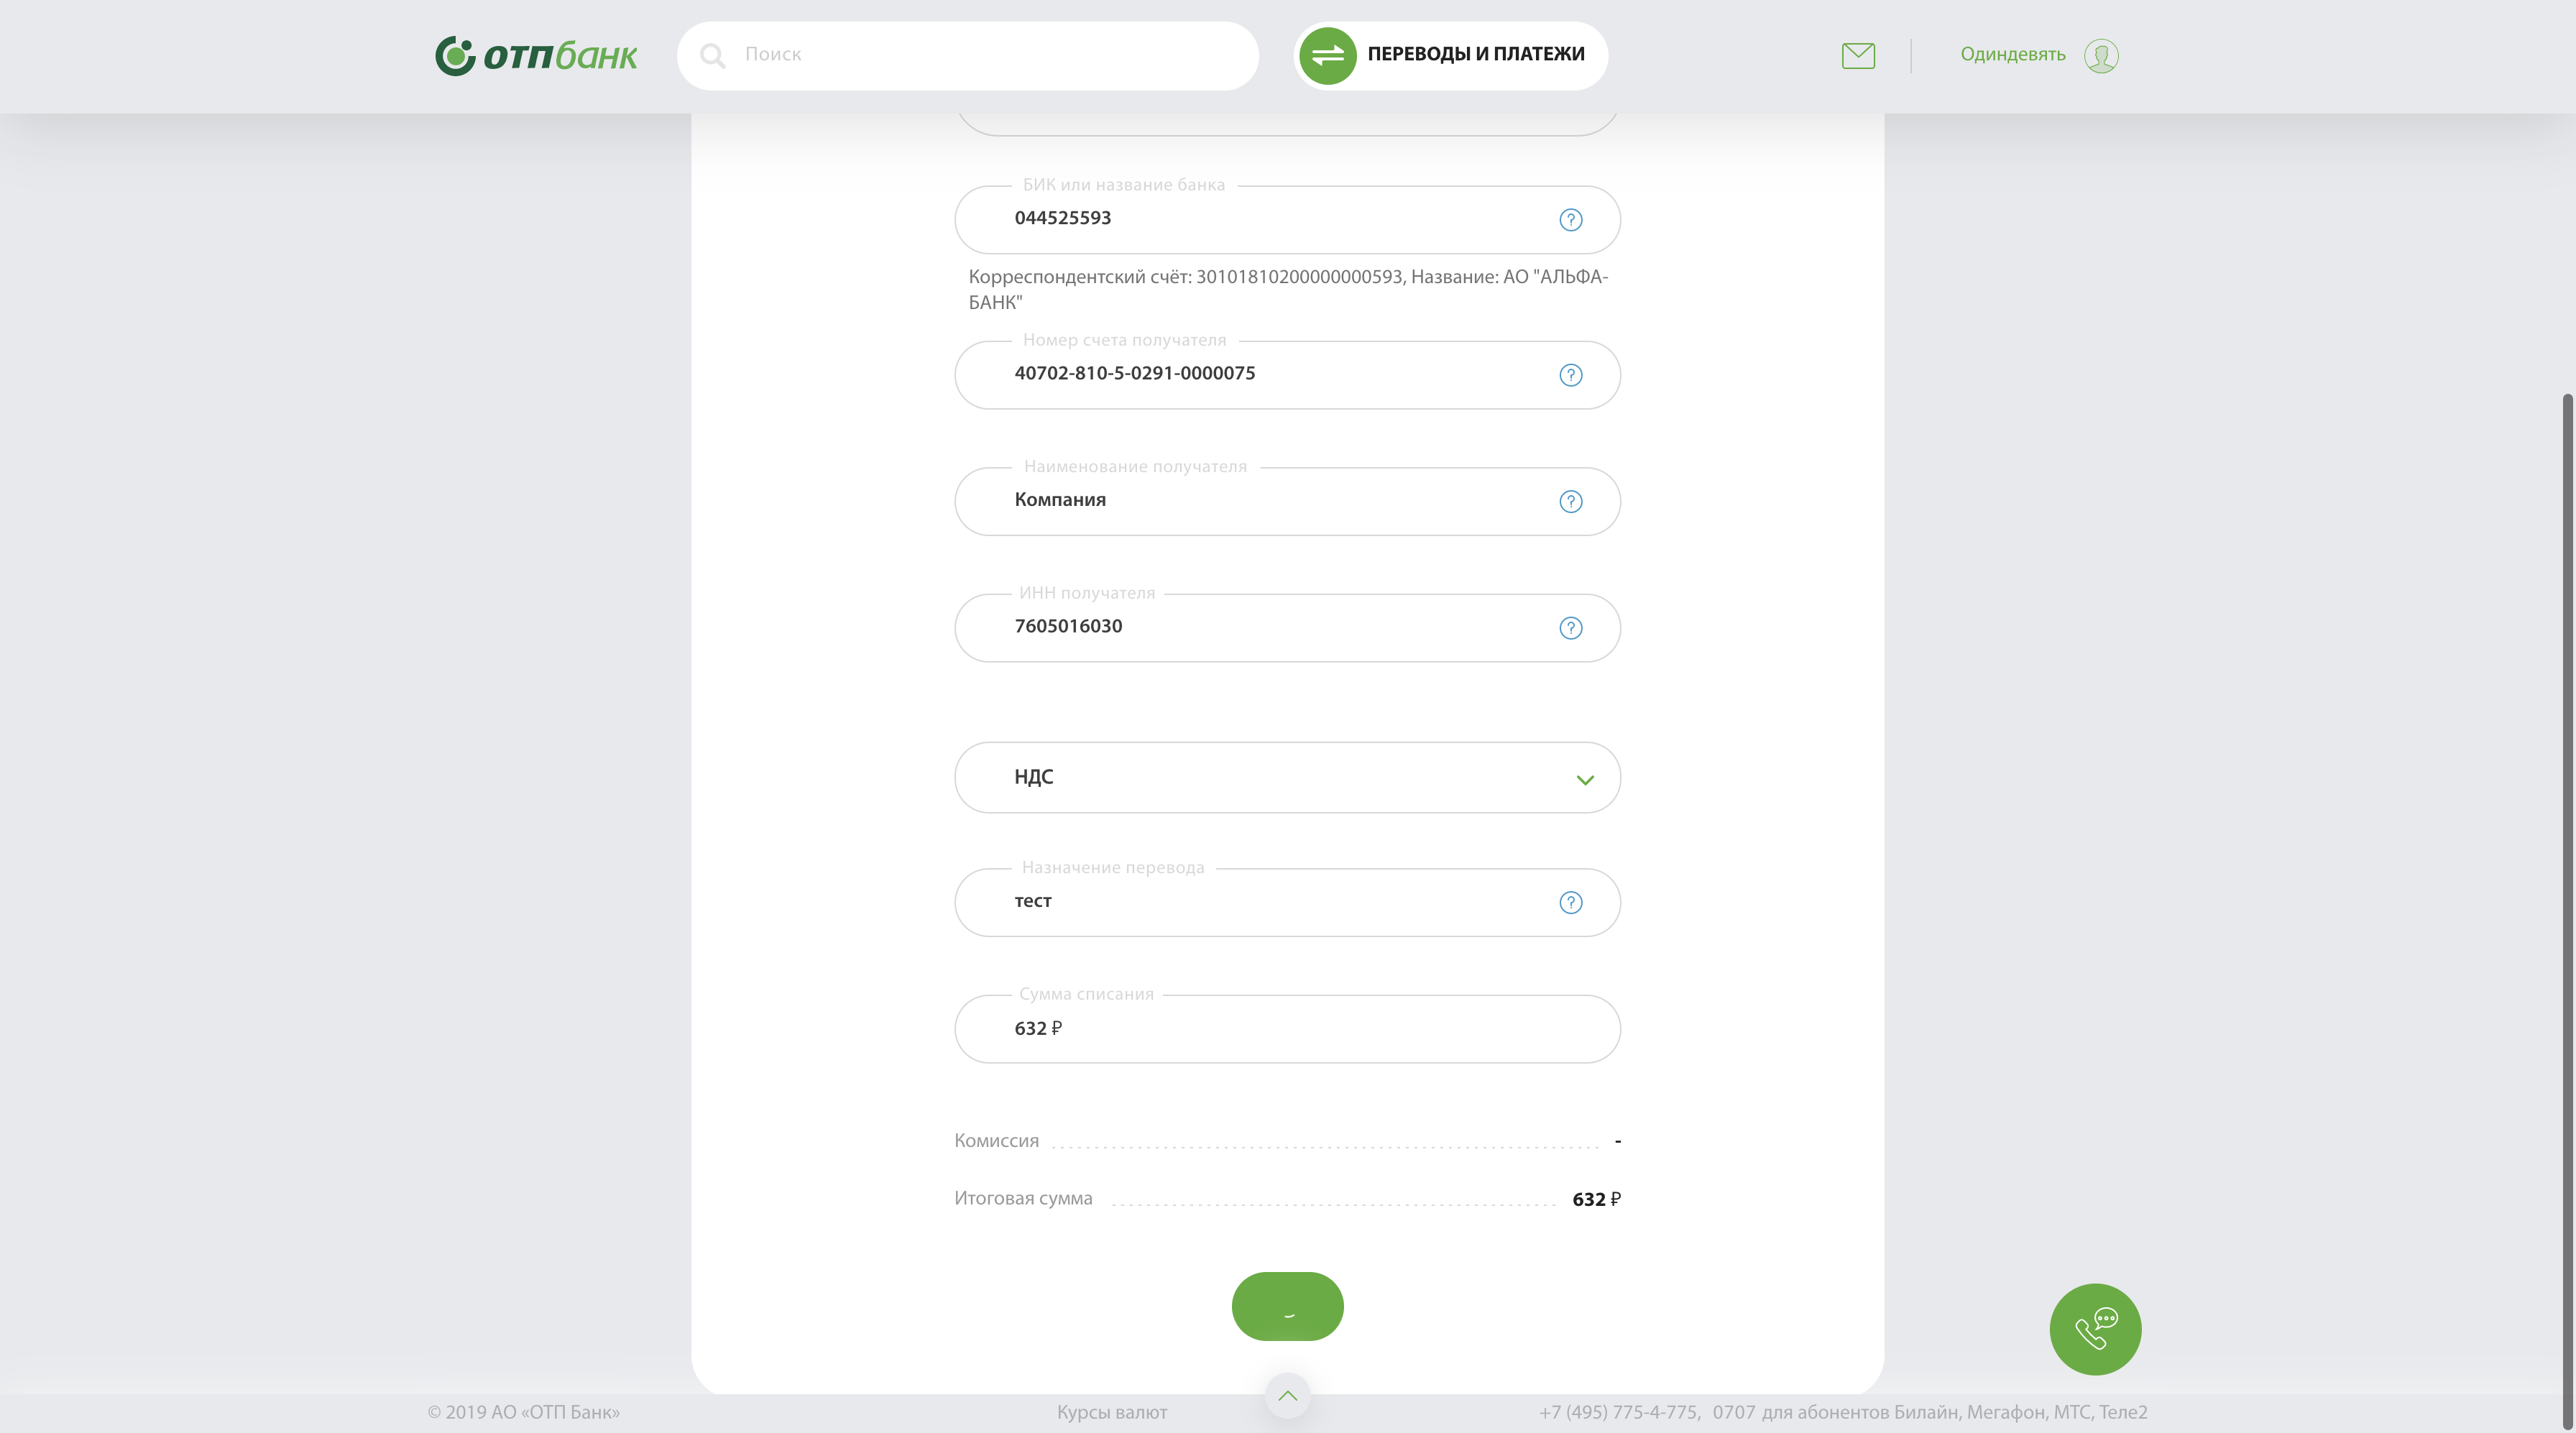 отпбанк
Поиск
ПЕРЕВОДЫ И ПЛАТЕЖИ
Одиндевять
БИК или название банка
044525593
?
Корреспондентский счёт: 30101810200000000593, Название: АО "АЛЬФА-
БАНК"
Номер счета получателя
40702-810-5-0291-0000075
?
Наименование получателя
Компания
?
ИНН получателя
7605016030
?
НДС
Назначение перевода
тест
?
Сумма списания
632 ₽
Комиссия -
Итоговая сумма 632 ₽
© 2019 АО «ОТП Банк»
Курсы валют
+7 (495) 775-4-775, 0707 для абонентов Билайн, Мегафон, МТС, Теле2